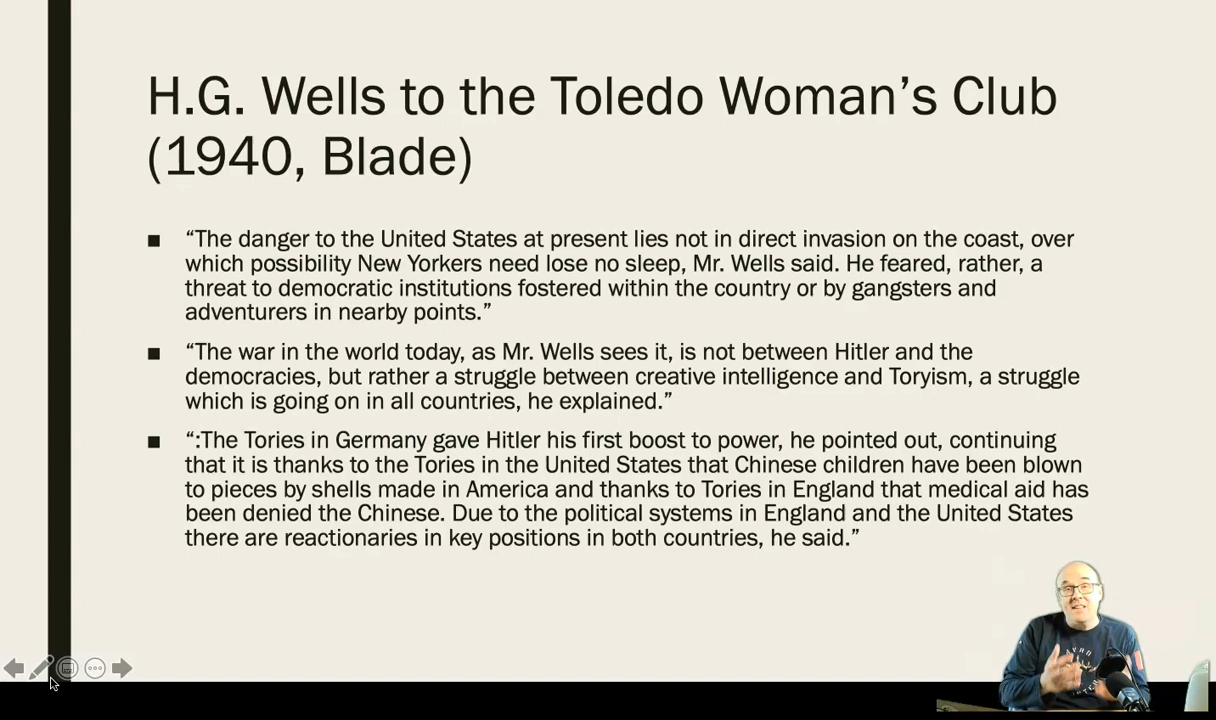 H.G. Wells to the Toledo Woman’s Club
(1940, Blade)
■ “The danger to the United States at present lies not in direct invasion on the coast, over
which possibility New Yorkers need lose no sleep, Mr. Wells said. He feared, rather, a
threat to democratic institutions fostered within the country or by gangsters and
adventurers in nearby points.”
■ “The war in the world today, as Mr. Wells sees it, is not between Hitler and the
democracies, but rather a struggle between creative intelligence and Toryism, a struggle
which is going on in all countries, he explained.”
■ “:The Tories in Germany gave Hitler his first boost to power, he pointed out, continuing
that it is thanks to the Tories in the United States that Chinese children have been blown
to pieces by shells made in America and thanks to Tories in England that medical aid has
been denied the Chinese. Due to the political systems in England and the United States
there are reactionaries in key positions in both countries, he said.”